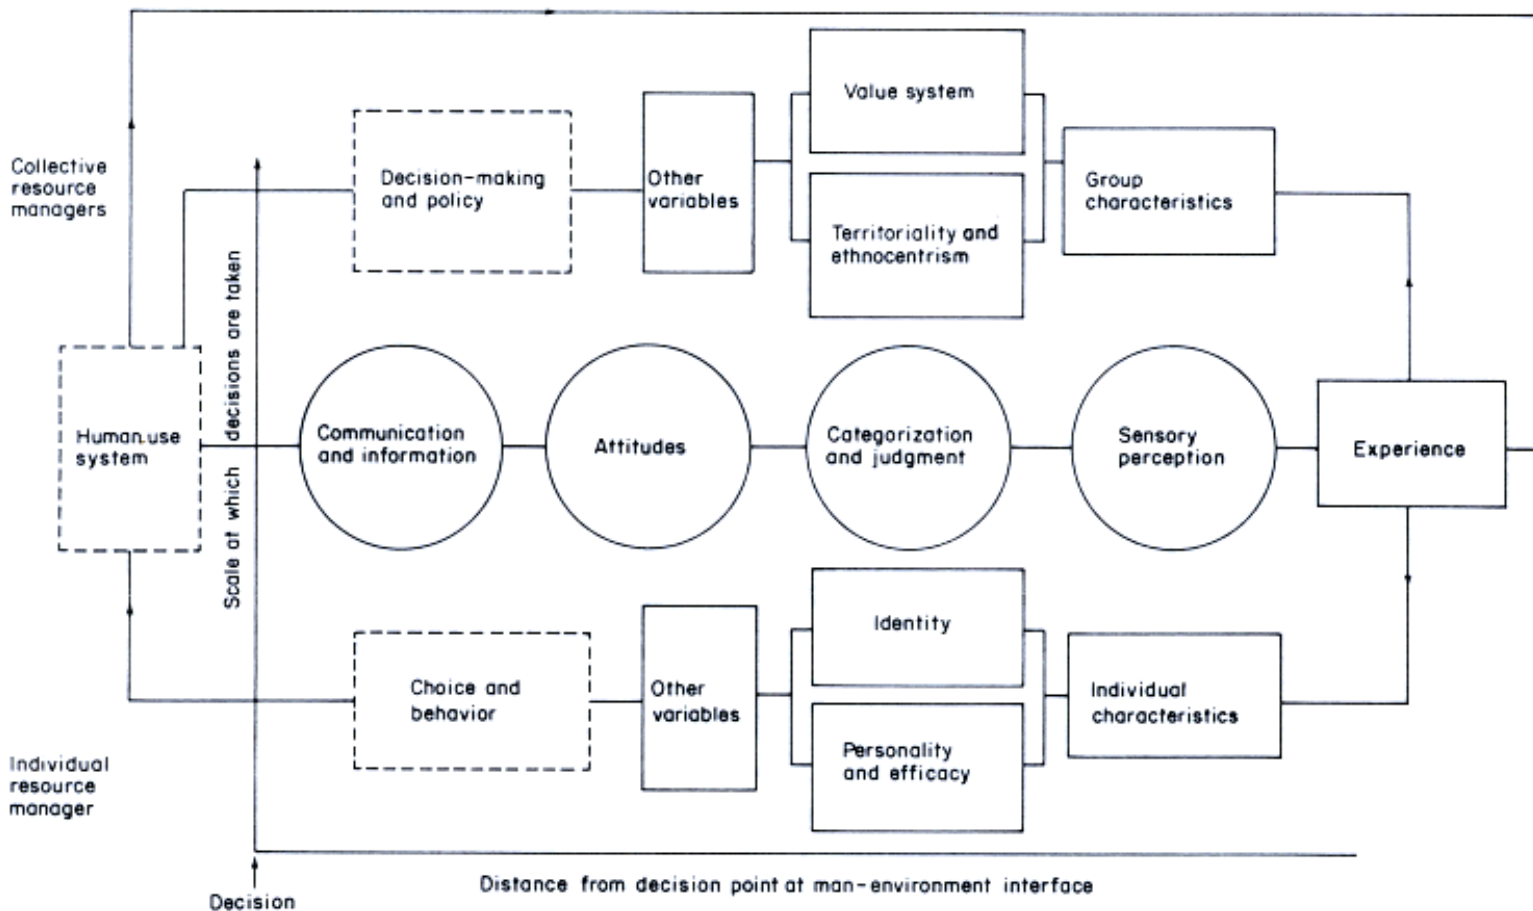 Collective
resource
managers
Decision-making
and policy
Other
variables
Value system
Territoriality and
ethnocentrism
Group
characteristics
Human use
system
Scale at which decisions are taken
Communication
and information
Attitudes
Categorization
and judgment
Sensory
perception
Experience
Individual
resource
manager
Choice and
behavior
Other
variables
Identity
Personality
and efficacy
Individual
characteristics
Decision
Distance from decision point at man-environment interface